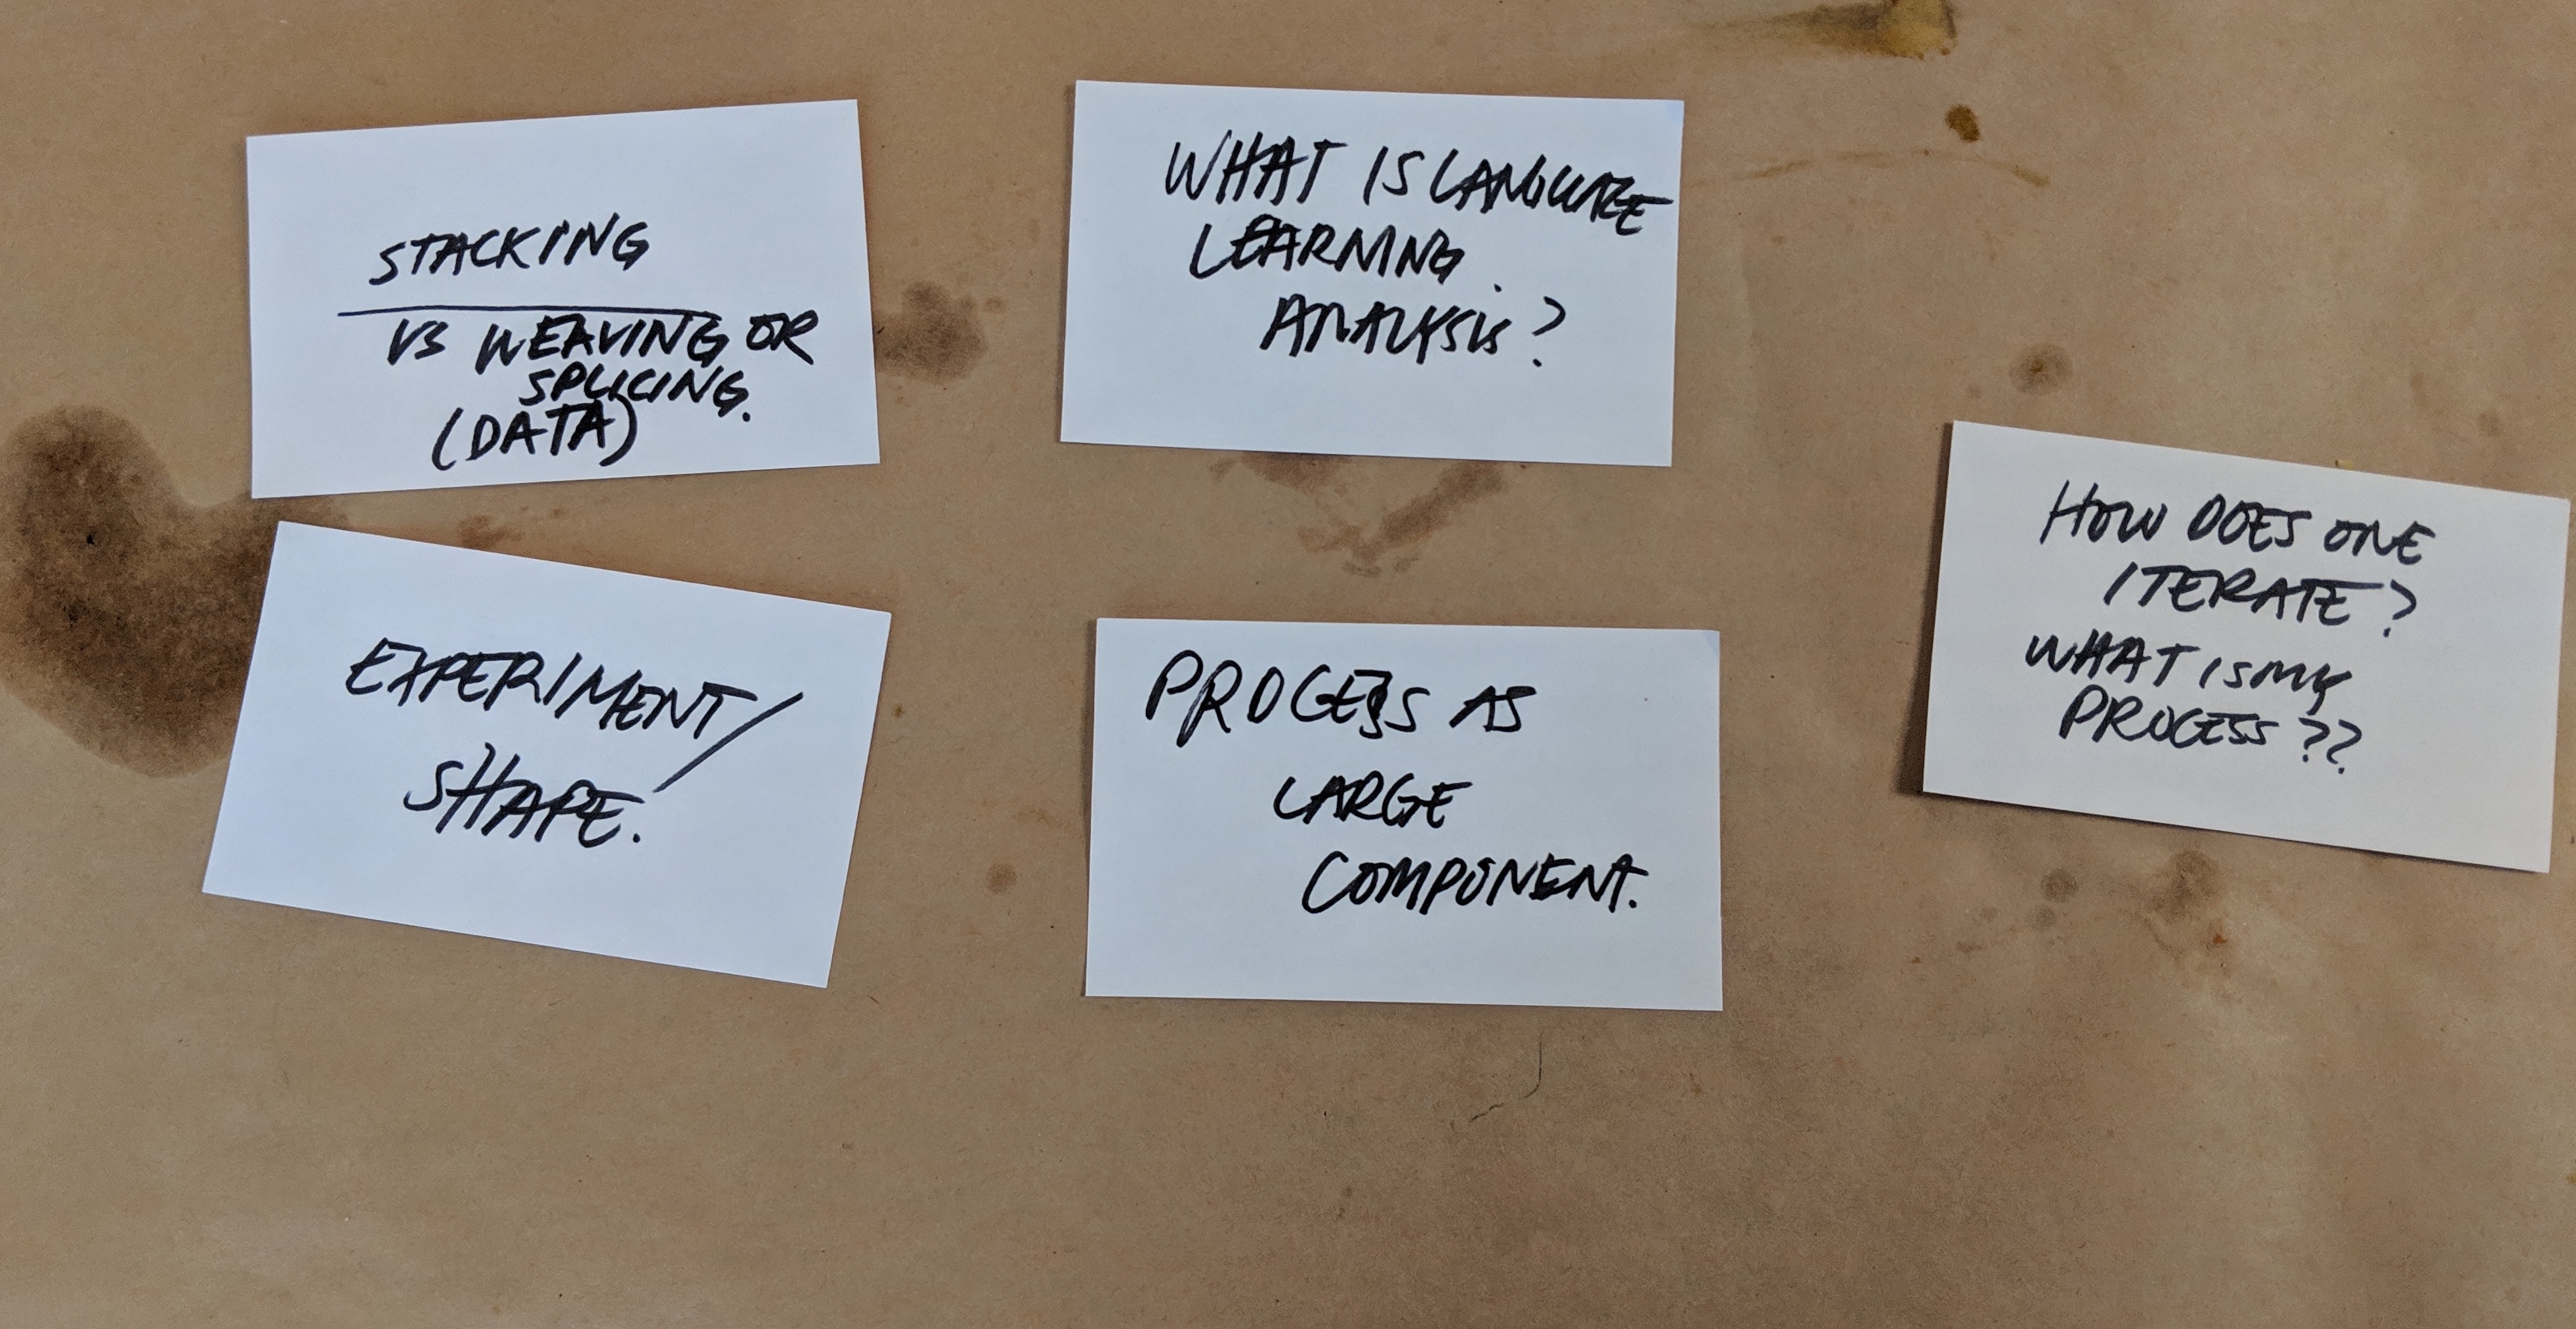 STACKING
VS WEAVING OR
SPLICING.
(DATA)
WHAT IS LANGUAGE
LEARNING.
ANALYSIS?
HOW DOES ONE
ITERATE?
WHAT IS MY
PROCESS??
EXPERIMENT/
SHAPE.
PROCESS AS
LARGE
COMPONENT.